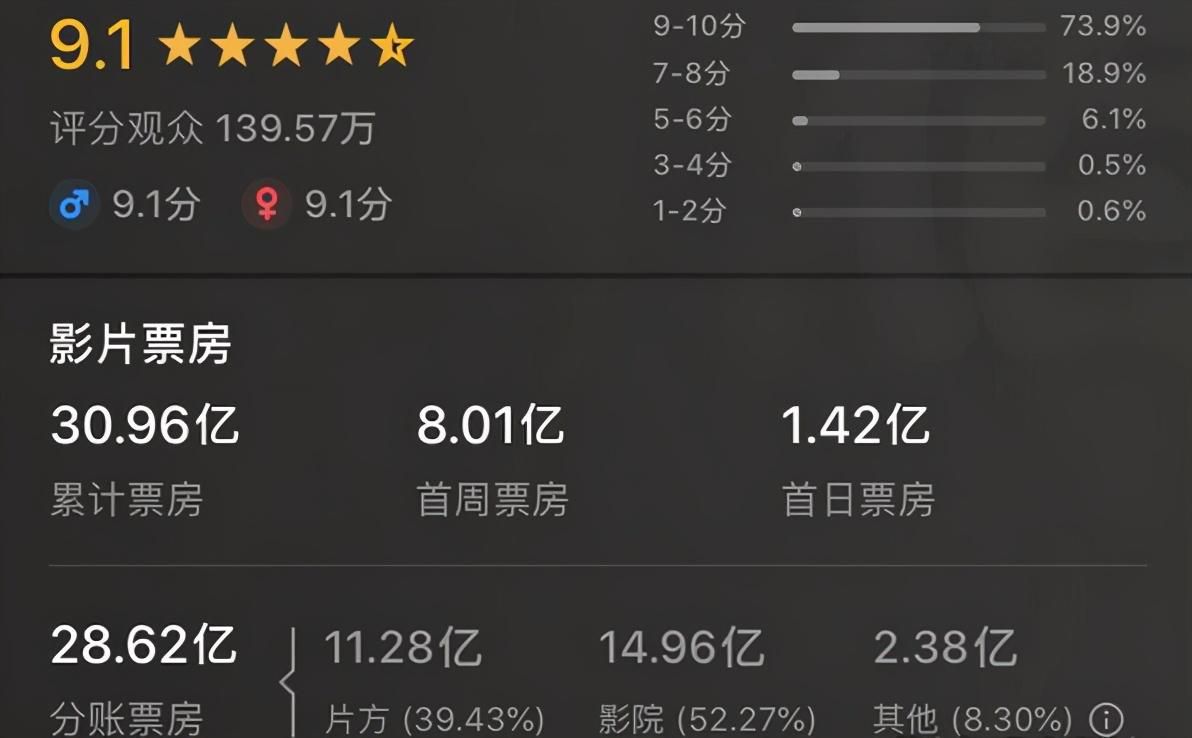 9.1
评分观众 139.57万
9.1分 9.1分
9-10分 73.9%
7-8分 18.9%
5-6分 6.1%
3-4分 0.5%
1-2分 0.6%
影片票房
30.96亿 8.01亿 1.42亿
累计票房 首周票房 首日票房
28.62亿 11.28亿 14.96亿 2.38亿
分账票房 片方 (39.43%) 影院 (52.27%) 其他 (8.30%)